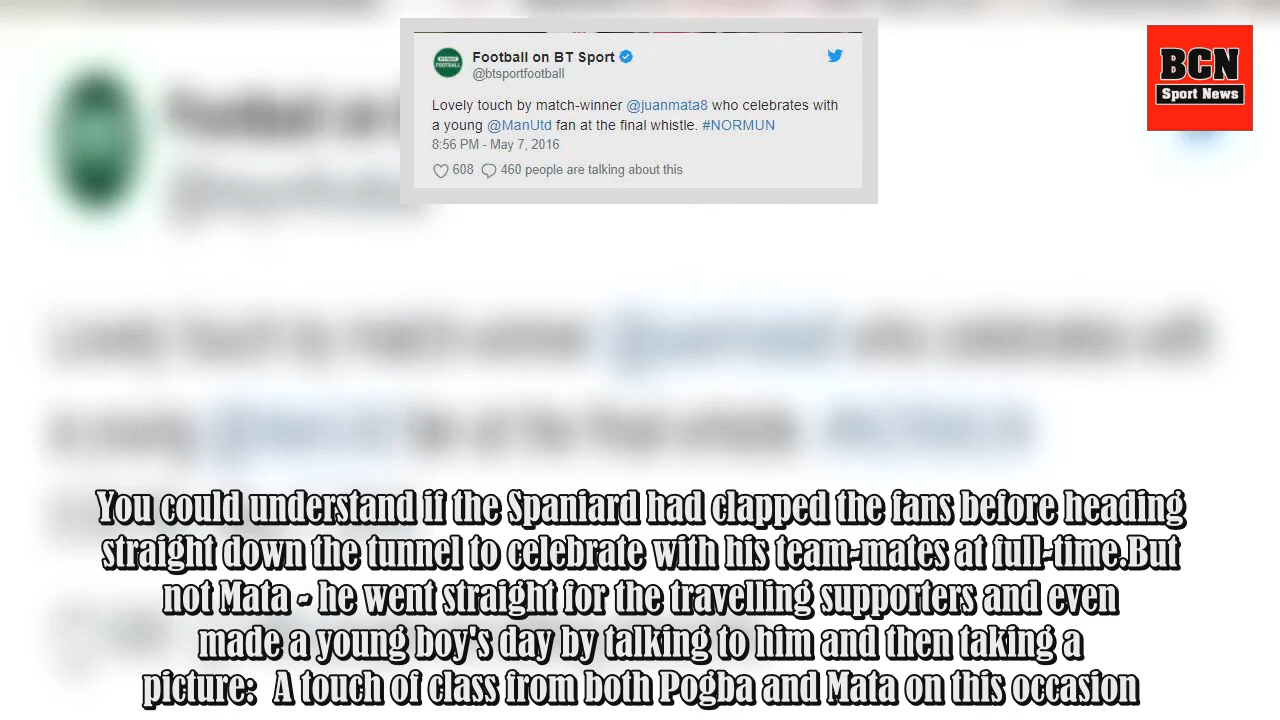 Football on BT Sport
@btsportfootball
Lovely touch by match-winner @juanmata8 who celebrates with
a young @ManUtd fan at the final whistle. #NORMUN
8:56 PM - May 7, 2016
608 460 people are talking about this
BCN
Sport News
You could understand if the Spaniard had clapped the fans before heading
straight down the tunnel to celebrate with his team-mates at full-time.But
not Mata - he went straight for the travelling supporters and even
made a young boy's day by talking to him and then taking a
picture: A touch of class from both Pogba and Mata on this occasion